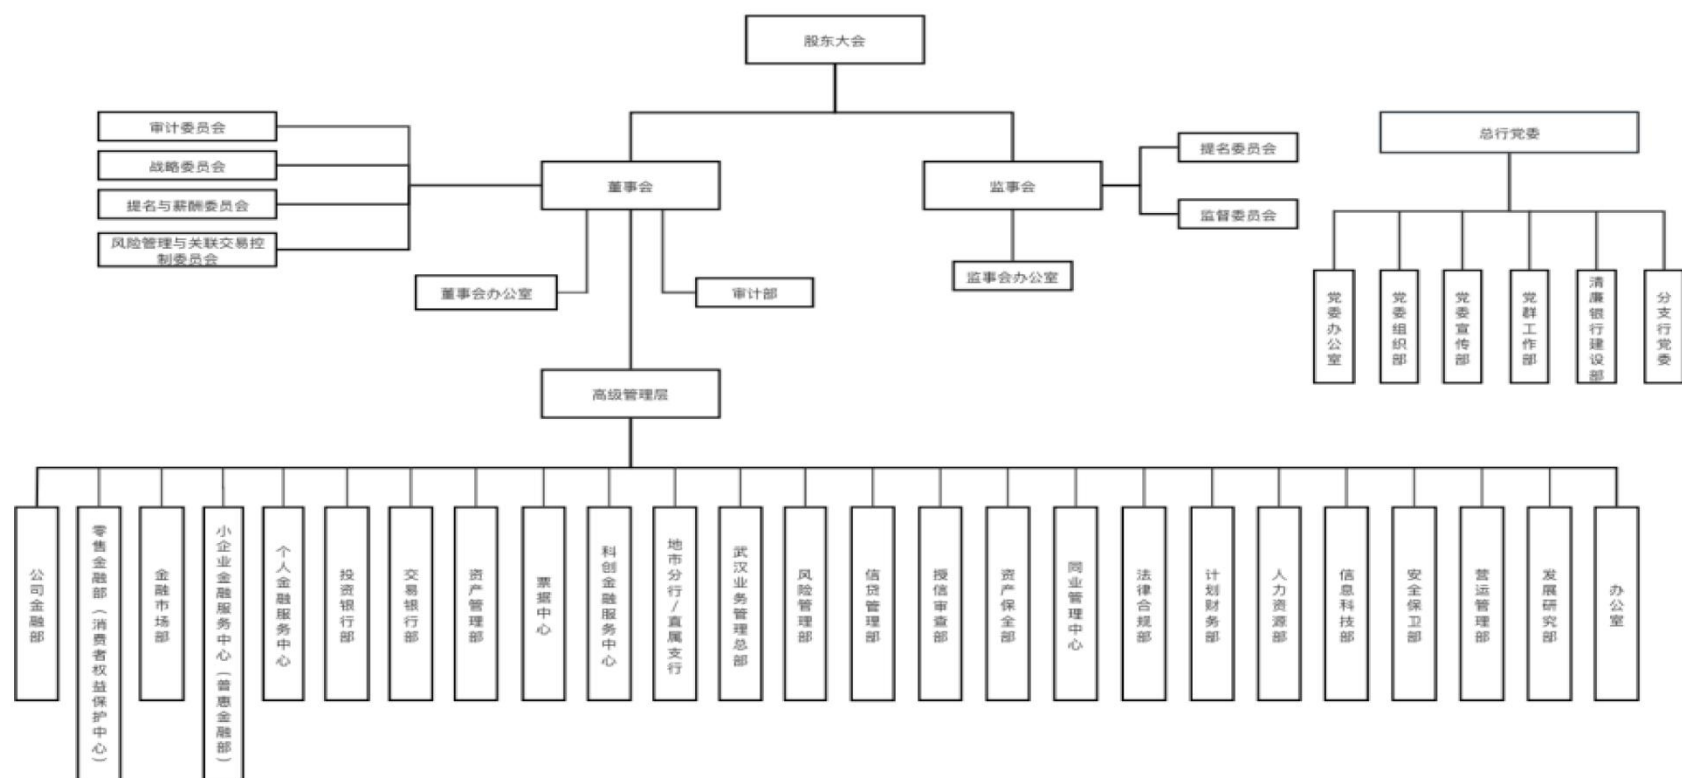 股东大会
审计委员会
战略委员会
提名与薪酬委员会
风险管理与关联交易控
制委员会
董事会
监事会
提名委员会
监督委员会
总行党委
董事会办公室
审计部
监事会办公室
党委办公室
党委组织部
党委宣传部
党群工作部
清廉银行建设部
分支行党委
高级管理层
公司金融部
零售金融部（消费者权益保护中心）
金融市场部
小企业金融服务中心（普惠金融部）
个人金融服务中心
投资银行部
交易银行部
资产管理部
票据中心
科创金融服务中心
地市分行/直属支行
武汉业务管理总部
风险管理部
信贷管理部
授信审查部
资产保全部
同业管理中心
法律合规部
计划财务部
人力资源部
信息科技部
安全保卫部
营运管理部
发展研究部
办公室